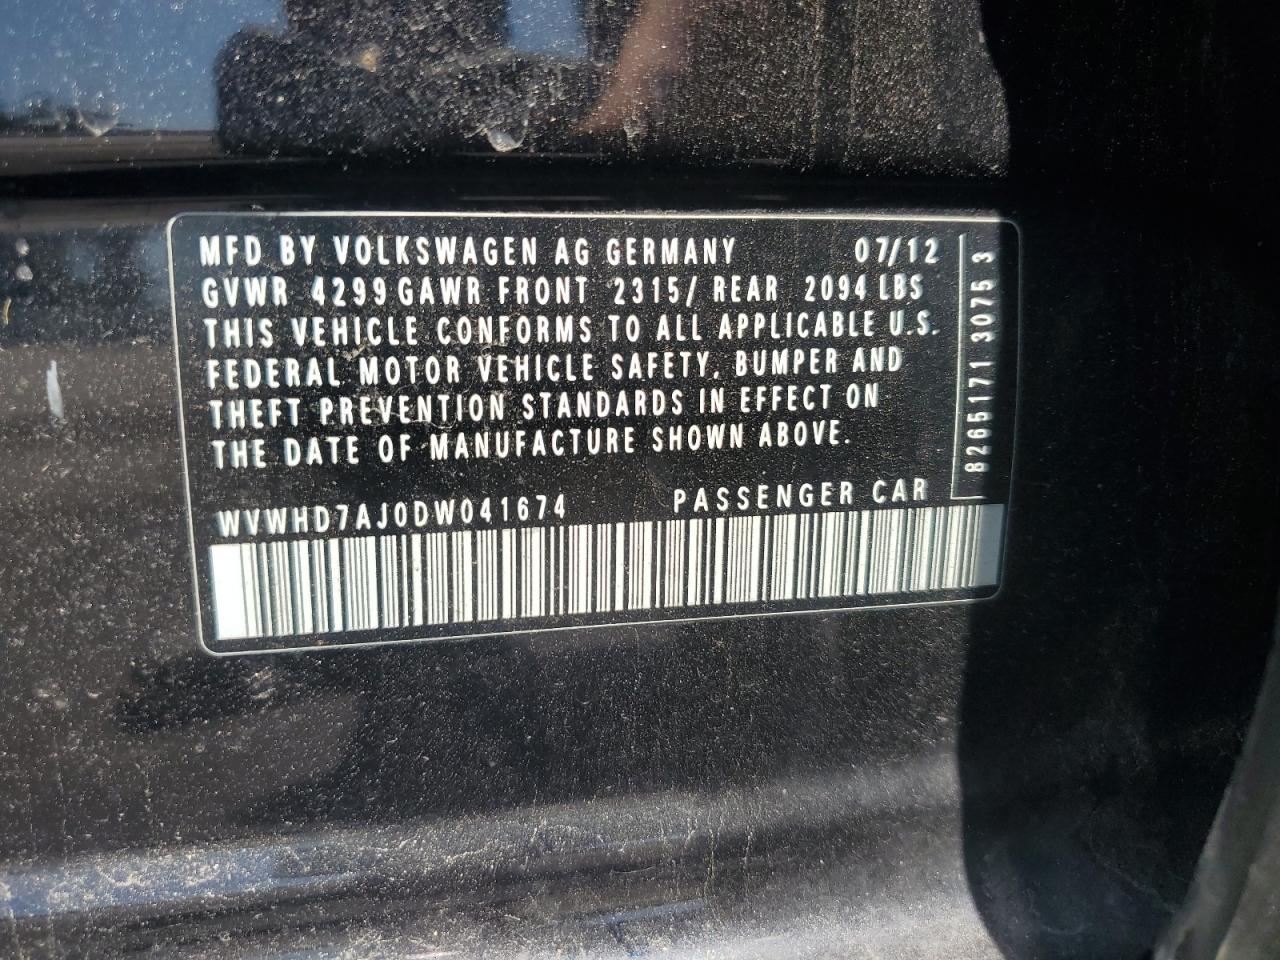 MFD BY VOLKSWAGEN AG GERMANY 07/12
GVWR 4299 GAWR FRONT 2315/ REAR 2094 LBS
THIS VEHICLE CONFORMS TO ALL APPLICABLE U.S.
FEDERAL MOTOR VEHICLE SAFETY, BUMPER AND
THEFT PREVENTION STANDARDS IN EFFECT ON
THE DATE OF MANUFACTURE SHOWN ABOVE.
WVWHD7AJ0DW041674 PASSENGER CAR
8265171 3075 3